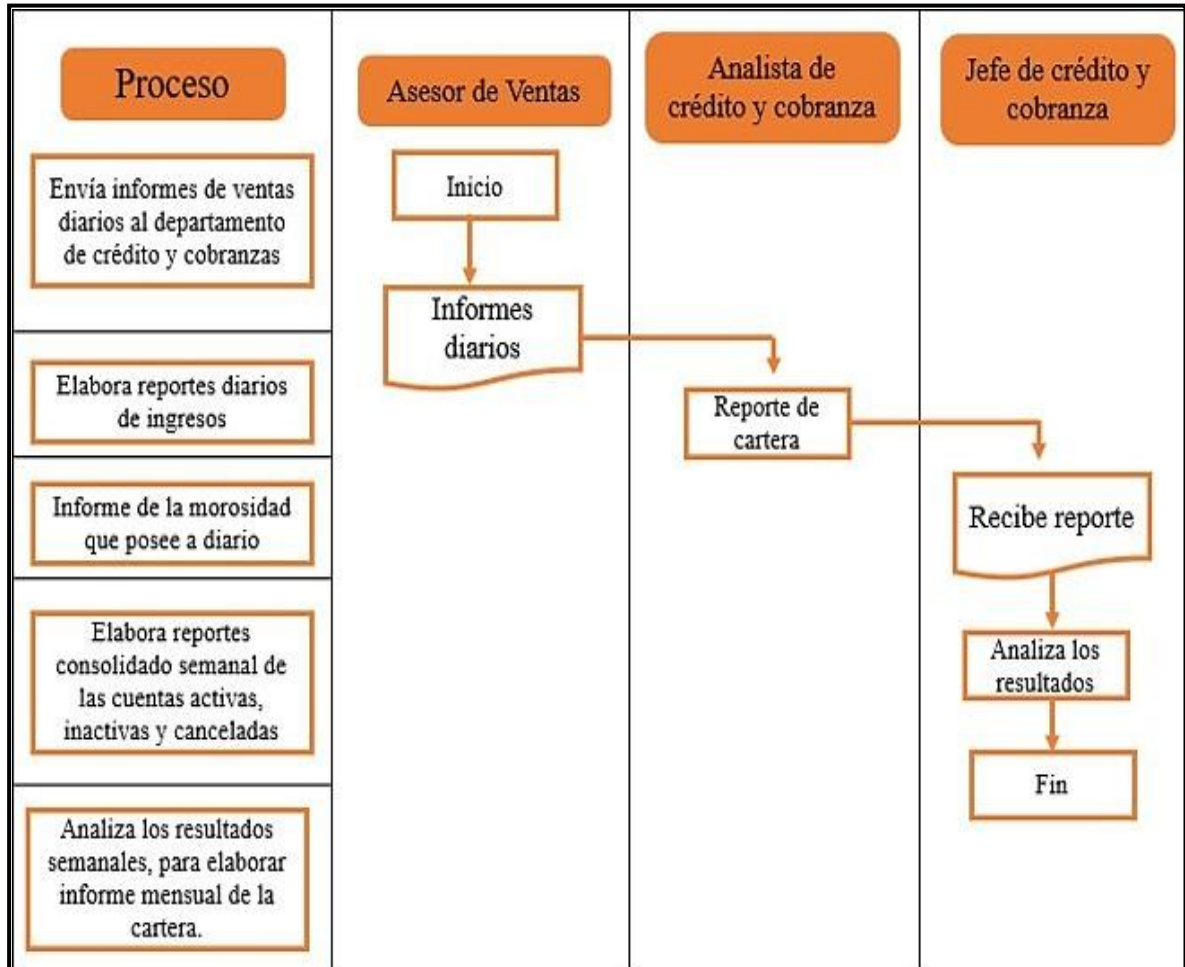 Proceso
Asesor de Ventas
Analista de
crédito y cobranza
Jefe de crédito y
cobranza
Envía informes de ventas
diarios al departamento
de crédito y cobranzas
Elabora reportes diarios
de ingresos
Informe de la morosidad
que posee a diario
Elabora reportes
consolidado semanal de
las cuentas activas,
inactivas y canceladas
Analiza los resultados
semanales, para elaborar
informe mensual de la
cartera.
Inicio
Informes
diarios
Reporte de
cartera
Recibe reporte
Analiza los
resultados
Fin